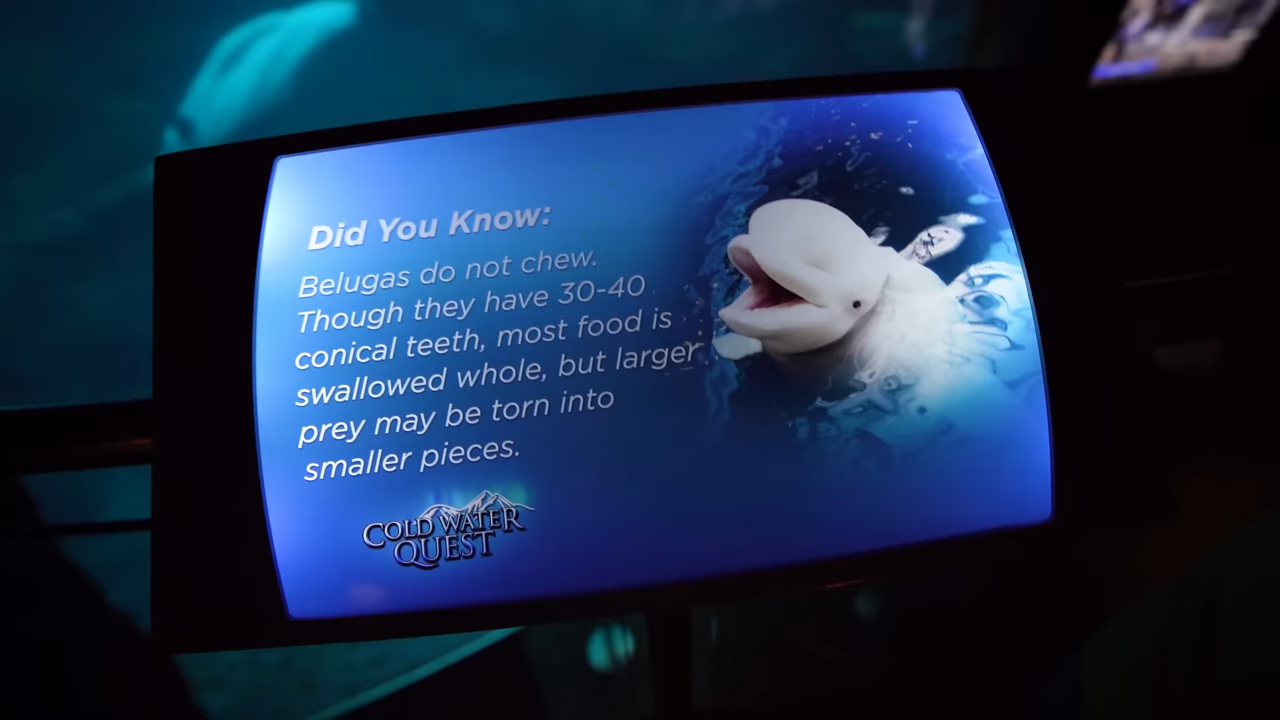 Did You Know:
Belugas do not chew.
Though they have 30-40
conical teeth, most food is
swallowed whole, but larger
prey may be torn into
smaller pieces.
COLD WATER
QUEST